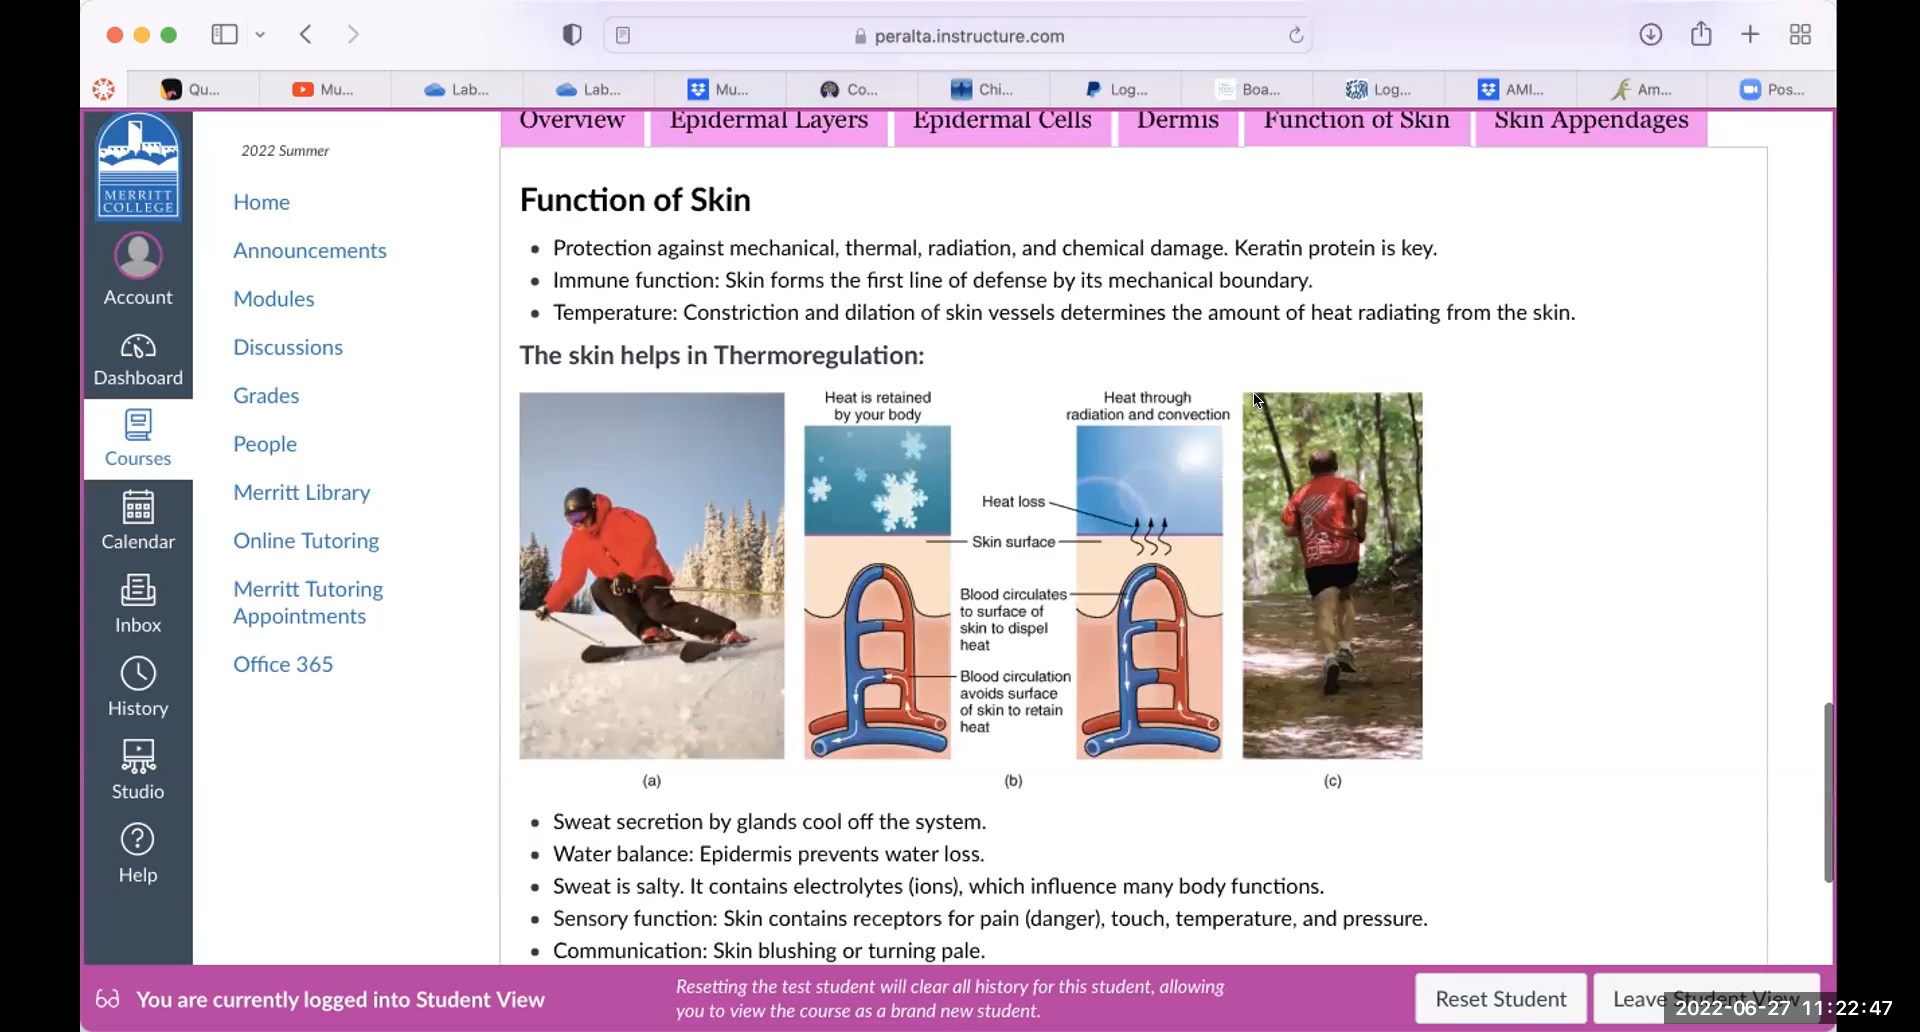 peralta.instructure.com
Qu...
Mu...
Lab...
Lab...
Mu...
Co...
Chi...
Log...
Boa...
Log...
AMI...
Am...
Pos...
MERRITT
COLLEGE
Account
Dashboard
Courses
Calendar
Inbox
History
Studio
Help
2022 Summer
Home
Announcements
Modules
Discussions
Grades
People
Merritt Library
Online Tutoring
Merritt Tutoring
Appointments
Office 365
Overview
Epidermal Layers
Epidermal Cells
Dermis
Function of Skin
Skin Appendages
Function of Skin
Protection against mechanical, thermal, radiation, and chemical damage. Keratin protein is key.
Immune function: Skin forms the first line of defense by its mechanical boundary.
Temperature: Constriction and dilation of skin vessels determines the amount of heat radiating from the skin.
The skin helps in Thermoregulation:
Heat is retained
by your body
Heat through
radiation and convection
Heat loss
Skin surface
Blood circulates
to surface of
skin to dispel
heat
Blood circulation
avoids surface
of skin to retain
heat
(a)
(b)
(c)
Sweat secretion by glands cool off the system.
Water balance: Epidermis prevents water loss.
Sweat is salty. It contains electrolytes (ions), which influence many body functions.
Sensory function: Skin contains receptors for pain (danger), touch, temperature, and pressure.
Communication: Skin blushing or turning pale.
You are currently logged into Student View
Resetting the test student will clear all history for this student, allowing
you to view the course as a brand new student.
Reset Student
Leave Student View
2022-06-27 11:22:47